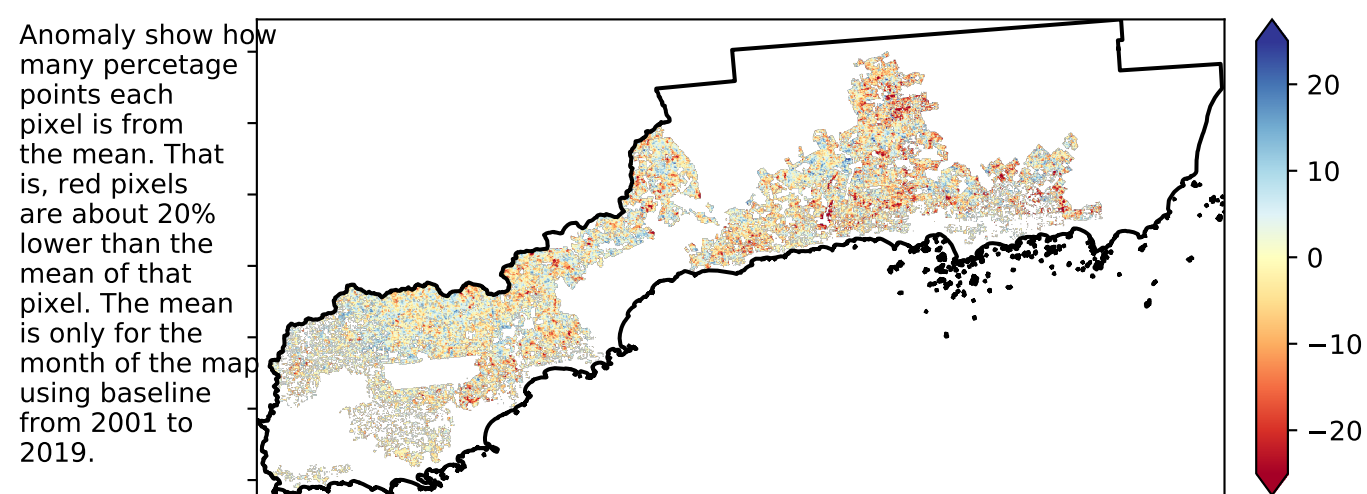 Anomaly show how
many percetage
points each
pixel is from
the mean. That
is, red pixels
are about 20%
lower than the
mean of that
pixel. The mean
is only for the
month of the map
using baseline
from 2001 to
2019.
20
10
0
−10
−20